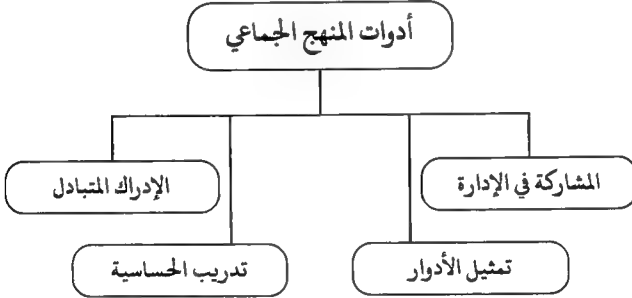 أدوات المنهج الجماعي
المشاركة في الإدارة
الإدراك المتبادل
تمثيل الأدوار
تدريب الحساسية